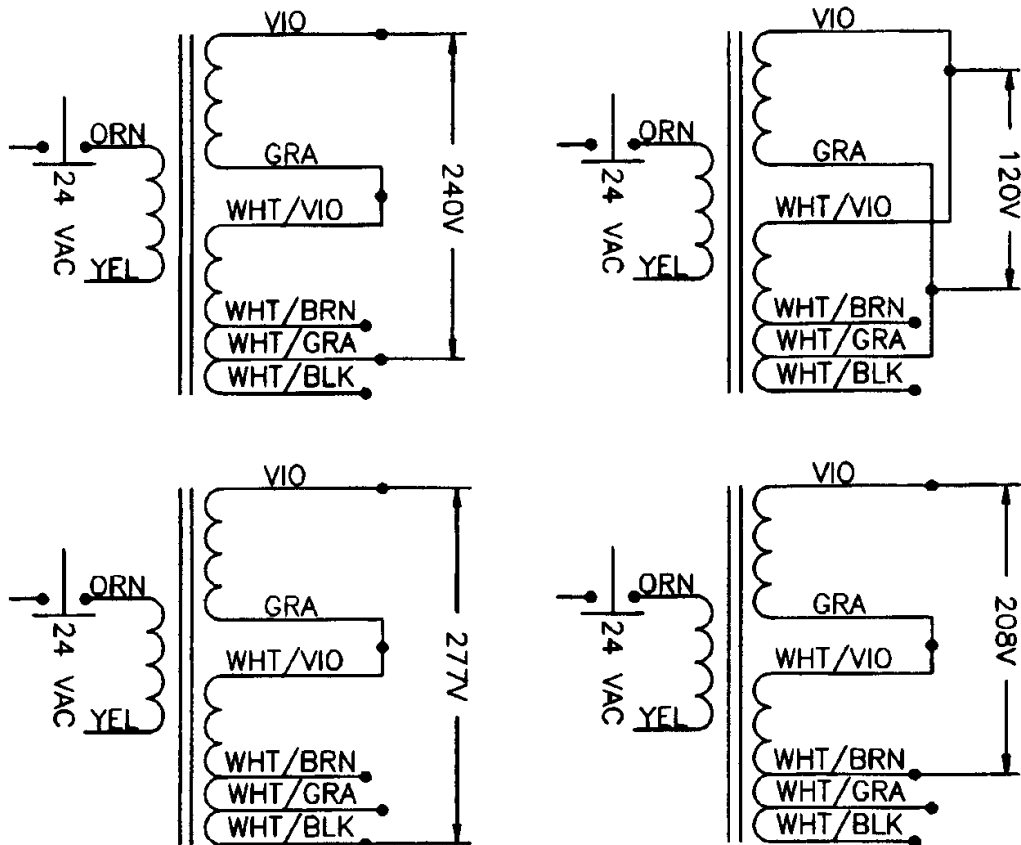 VIO
ORN
GRA
24 VAC
240V
WHT/VIO
YEL
WHT/BRN
WHT/GRA
WHT/BLK
VIO
ORN
GRA
24 VAC
120V
WHT/VIO
YEL
WHT/BRN
WHT/GRA
WHT/BLK
VIO
ORN
GRA
24 VAC
277V
WHT/VIO
YEL
WHT/BRN
WHT/GRA
WHT/BLK
VIO
ORN
GRA
24 VAC
208V
WHT/VIO
YEL
WHT/BRN
WHT/GRA
WHT/BLK